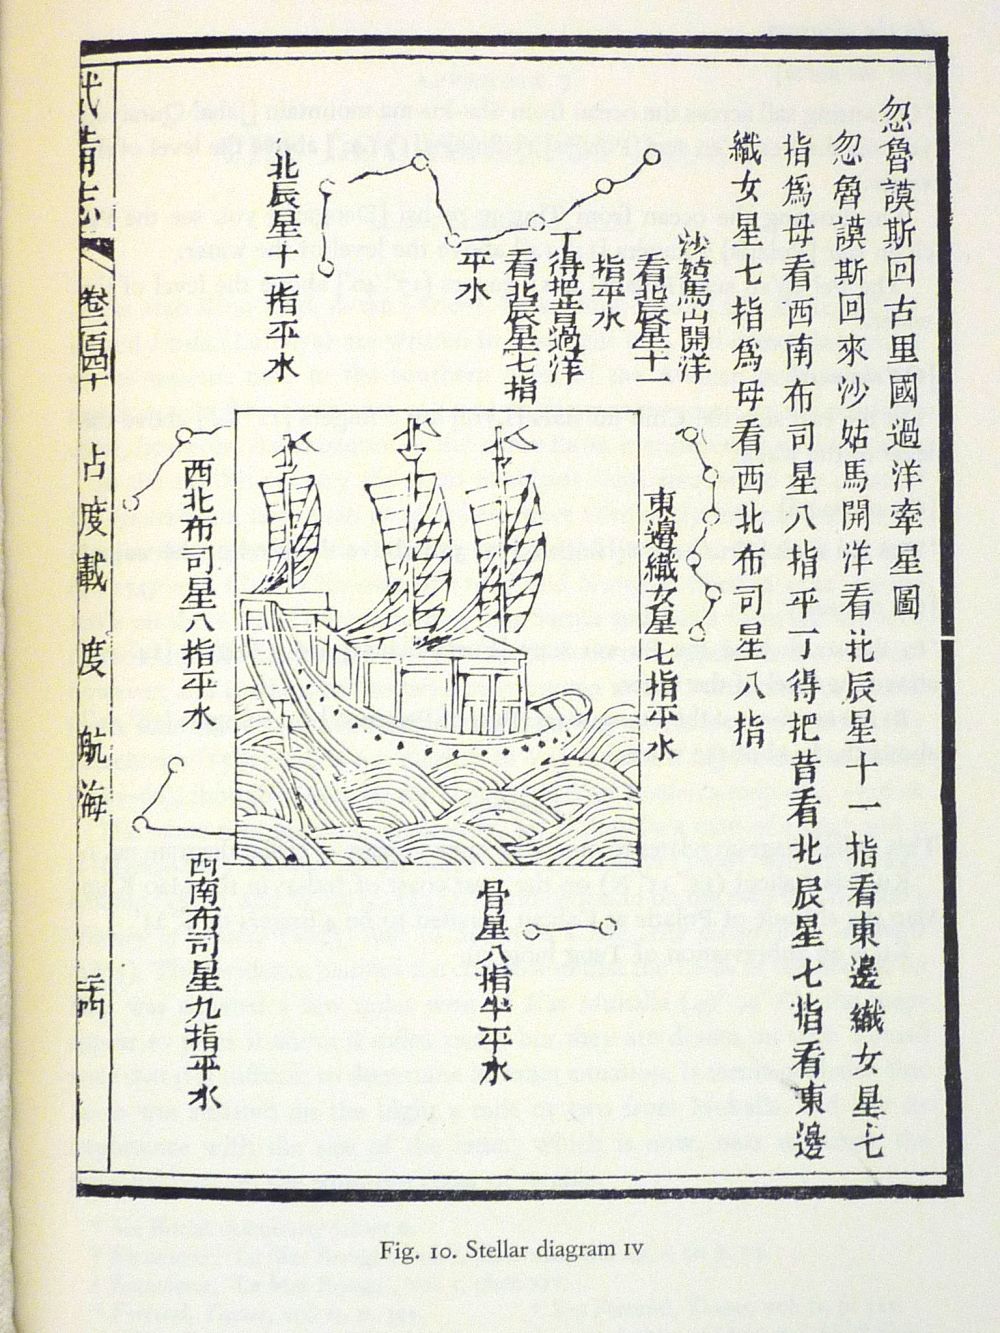 忽魯謨斯回古里國過洋牽星圖
忽魯謨斯回來沙姑馬開洋看北辰星十一指看東邊織女星七
指爲母看西南布司星八指平丁得把昔看北辰星七指看東邊
織女星七指爲母看西北布司星八指
沙姑馬山開洋
看北辰星十一
指平水
丁得把昔過洋
看北辰星七指
平水
北辰星十一指平水
東邊織女星七指平水
西北布司星八指平水
骨星八指半平水
西南布司星九指平水
武備志 卷二百四十 占度載 度 航海
Fig. 10. Stellar diagram IV